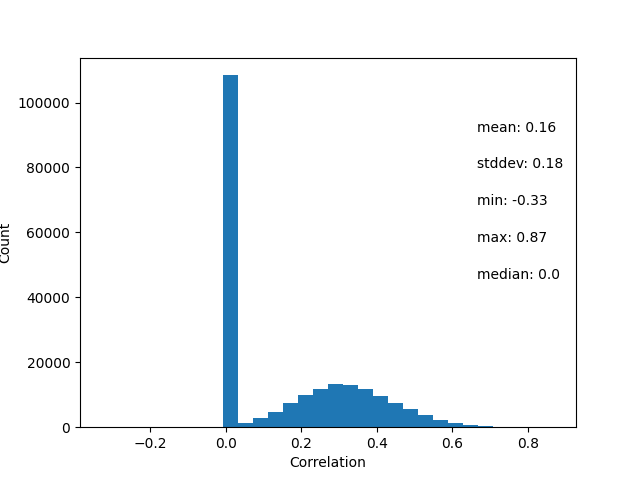 100000
80000
60000
40000
20000
0
Count
−0.2
0.0
0.2
0.4
0.6
0.8
Correlation
mean: 0.16
stddev: 0.18
min: -0.33
max: 0.87
median: 0.0